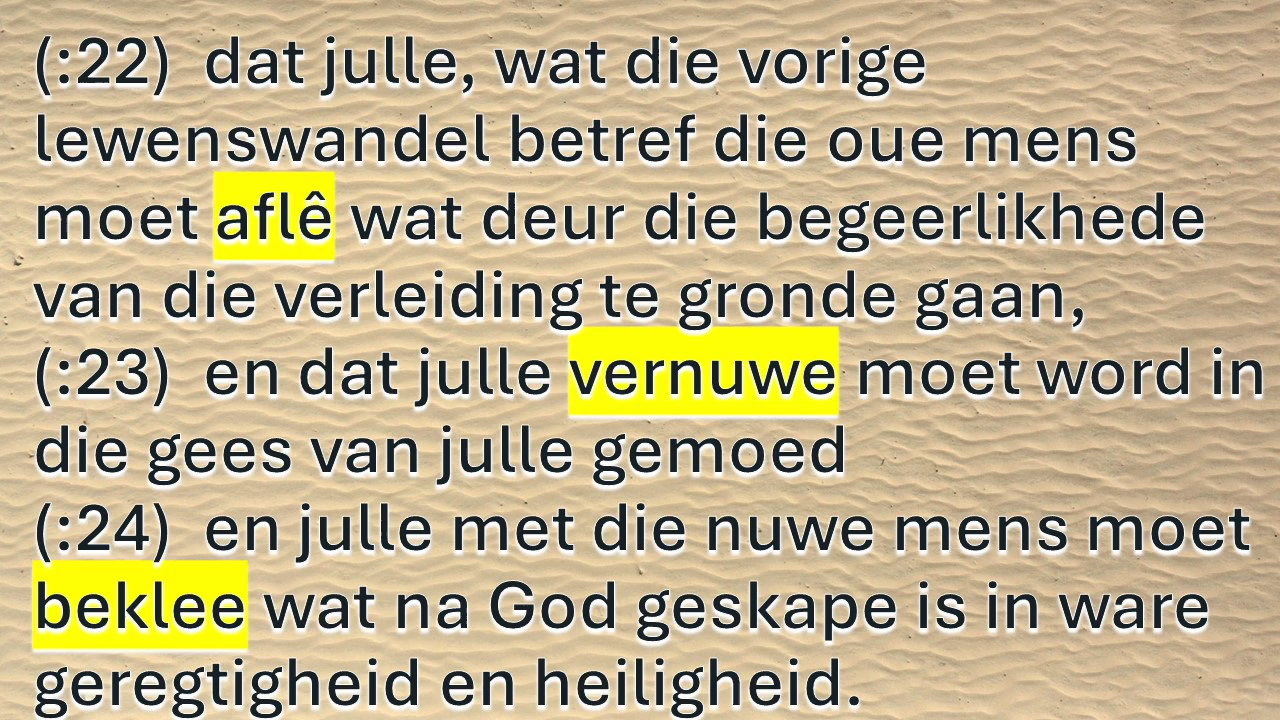 (:22)  dat julle, wat die vorige
lewenswandel betref die oue mens
moet aflê wat deur die begeerlikhede
van die verleiding te gronde gaan,
(:23)  en dat julle vernuwe moet word in
die gees van julle gemoed
(:24)  en julle met die nuwe mens moet
beklee wat na God geskape is in ware
geregtigheid en heiligheid.